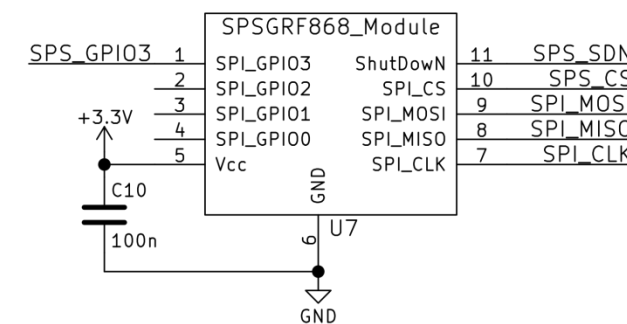 SPSGRF868_Module
SPS_GPIO3 1 SPI_GPIO3 ShutDowN 11 SPS_SDN
2 SPI_GPIO2 SPI_CS 10 SPS_CS
3 SPI_GPIO1 SPI_MOSI 9 SPI_MOS
+3.3V
4 SPI_GPIO0 SPI_MISO 8 SPI_MISO
5 Vcc SPI_CLK 7 SPI_CLK
GND
C10
100n
6
U7
GND